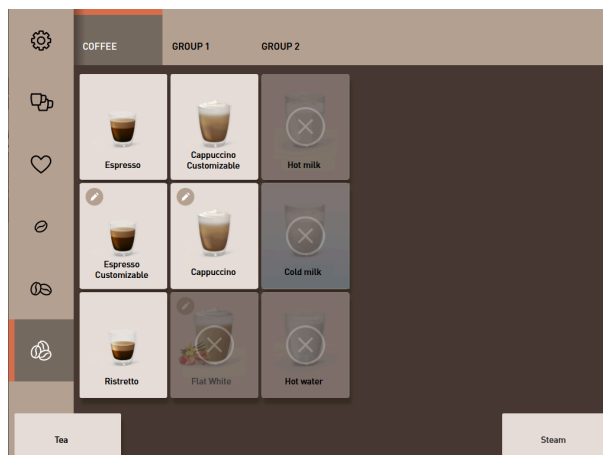 COFFEE
GROUP 1
GROUP 2
Espresso
Cappuccino
Customizable
Hot milk
Espresso
Customizable
Cappuccino
Cold milk
Ristretto
Flat White
Hot water
Tea
Steam